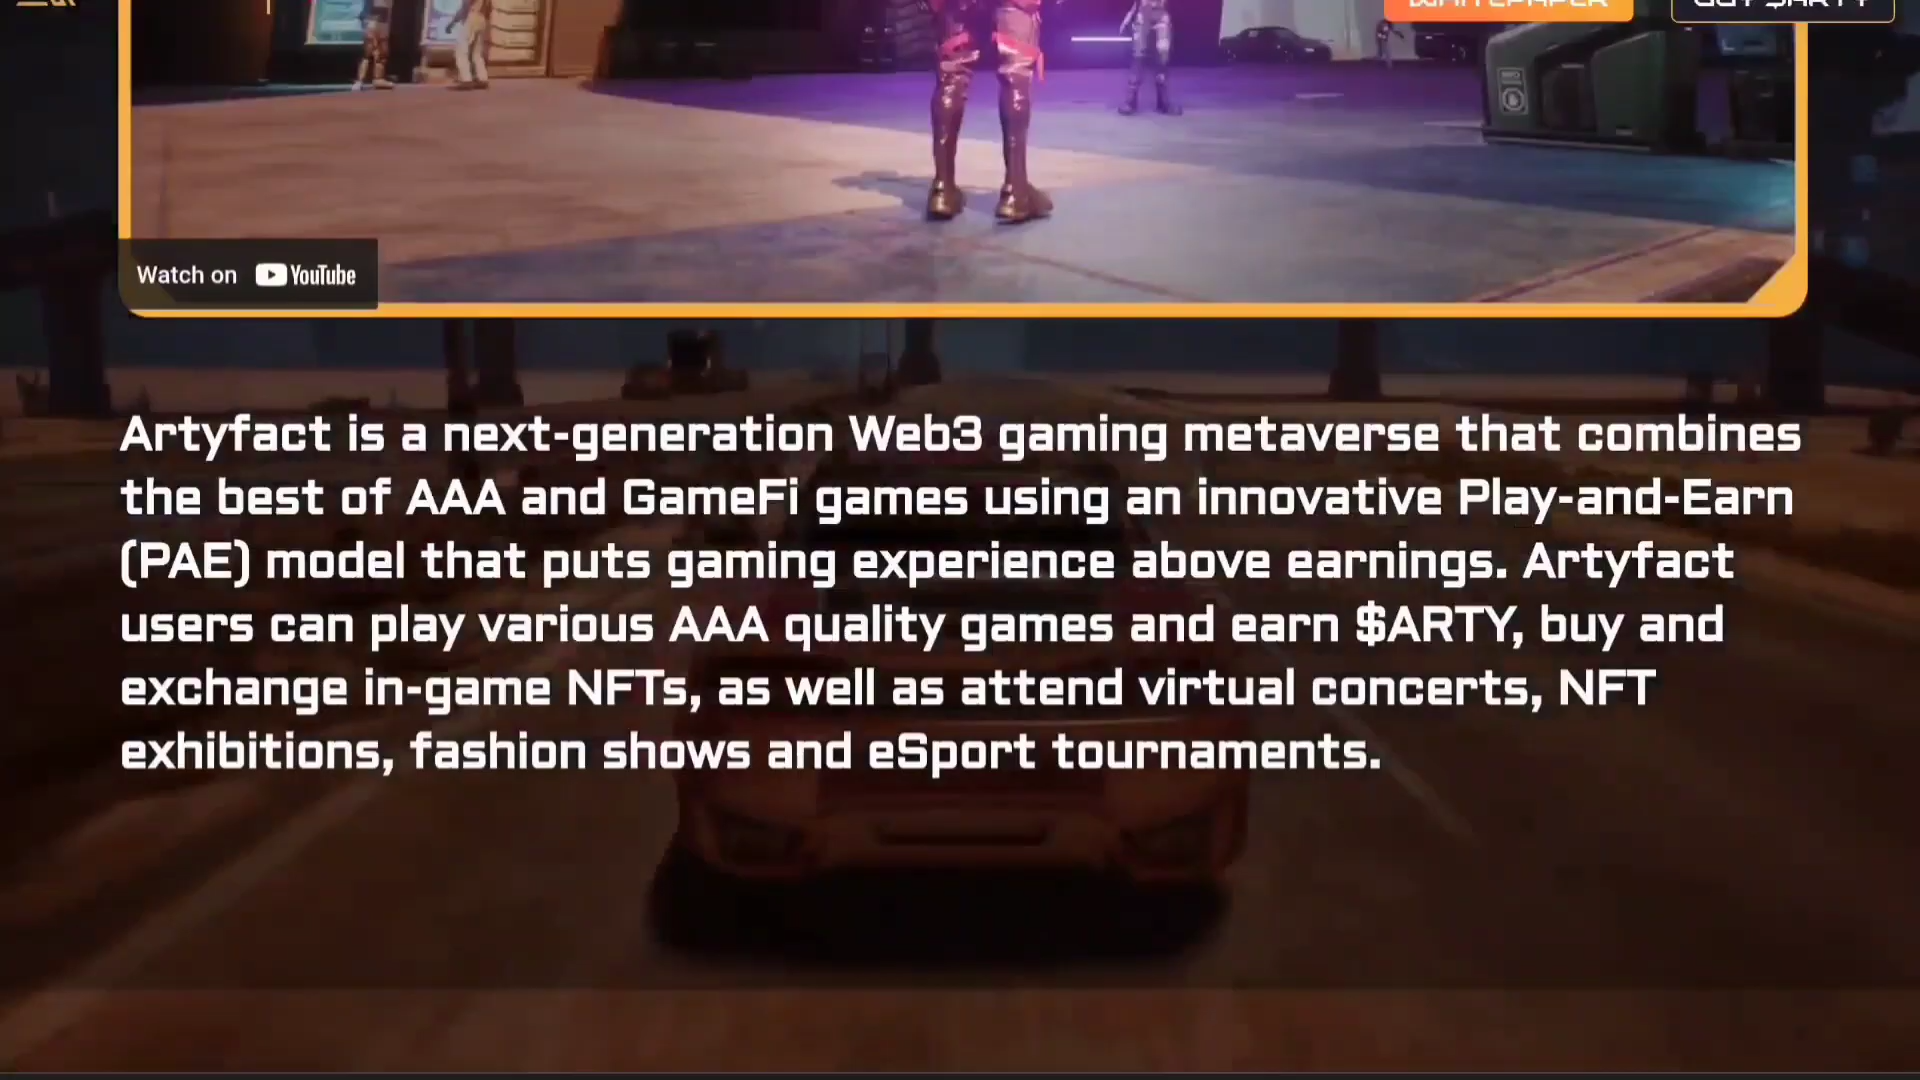 WHITEPAPER
BUY $ARTY
Watch on YouTube
Artyfact is a next-generation Web3 gaming metaverse that combines
the best of AAA and GameFi games using an innovative Play-and-Earn
(PAE) model that puts gaming experience above earnings. Artyfact
users can play various AAA quality games and earn $ARTY, buy and
exchange in-game NFTs, as well as attend virtual concerts, NFT
exhibitions, fashion shows and eSport tournaments.